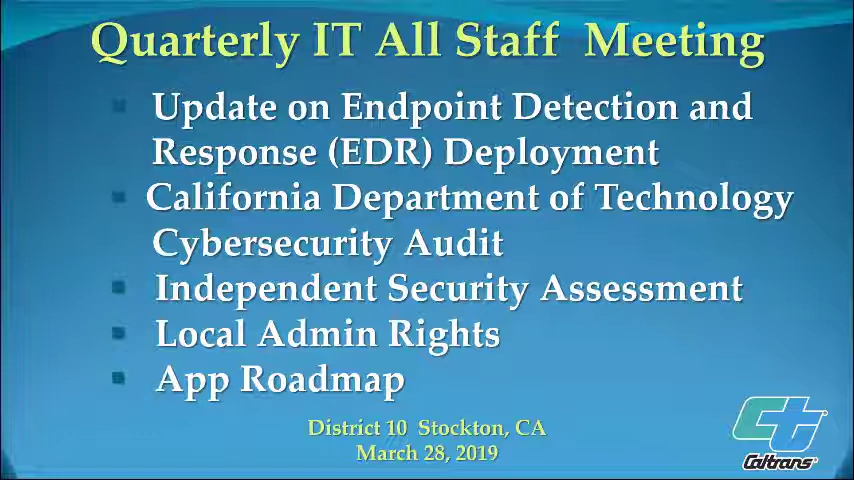 Quarterly IT All Staff Meeting
Update on Endpoint Detection and
Response (EDR) Deployment
California Department of Technology
Cybersecurity Audit
Independent Security Assessment
Local Admin Rights
App Roadmap
District 10 Stockton, CA
March 28, 2019
ct
Caltrans